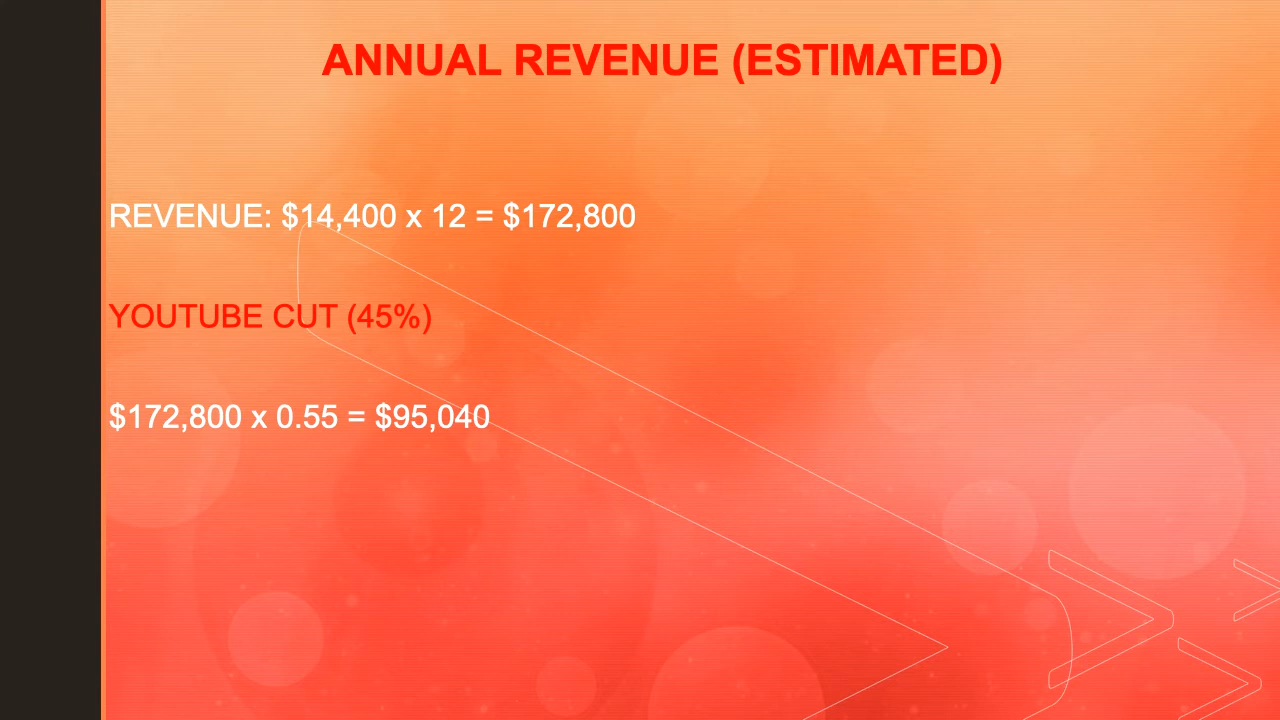 ANNUAL REVENUE (ESTIMATED)
REVENUE: $14,400 x 12 = $172,800
YOUTUBE CUT (45%)
$172,800 x 0.55 = $95,040